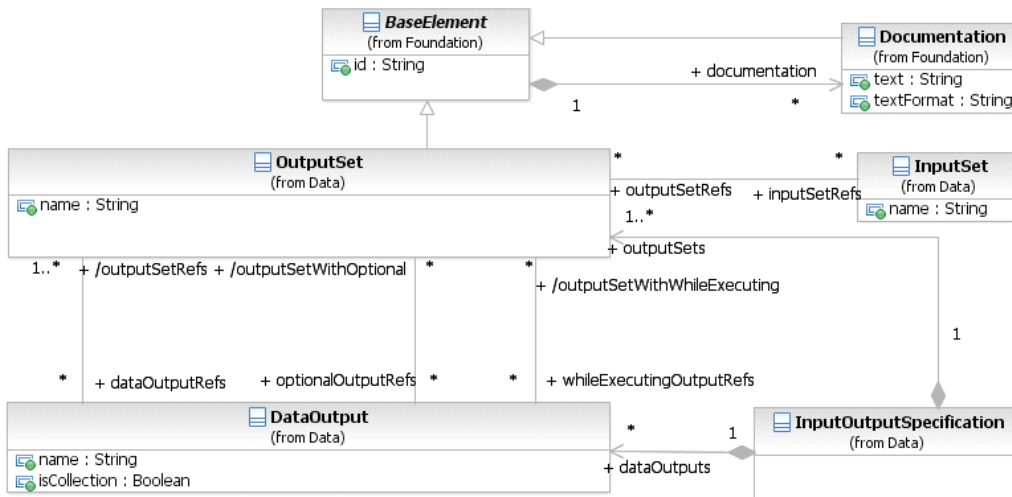 BaseElement
(from Foundation)
id : String
Documentation
(from Foundation)
text : String
textFormat : String
+ documentation
1
*
OutputSet
(from Data)
name : String
*
*
+ outputSetRefs
+ inputSetRefs
InputSet
(from Data)
name : String
1..*
+ outputSets
1..*
+ /outputSetRefs
+ /outputSetWithOptional
*
*
+ /outputSetWithWhileExecuting
1
*
+ dataOutputRefs
+ optionalOutputRefs
*
*
+ whileExecutingOutputRefs
DataOutput
(from Data)
name : String
isCollection : Boolean
*
1
+ dataOutputs
InputOutputSpecification
(from Data)